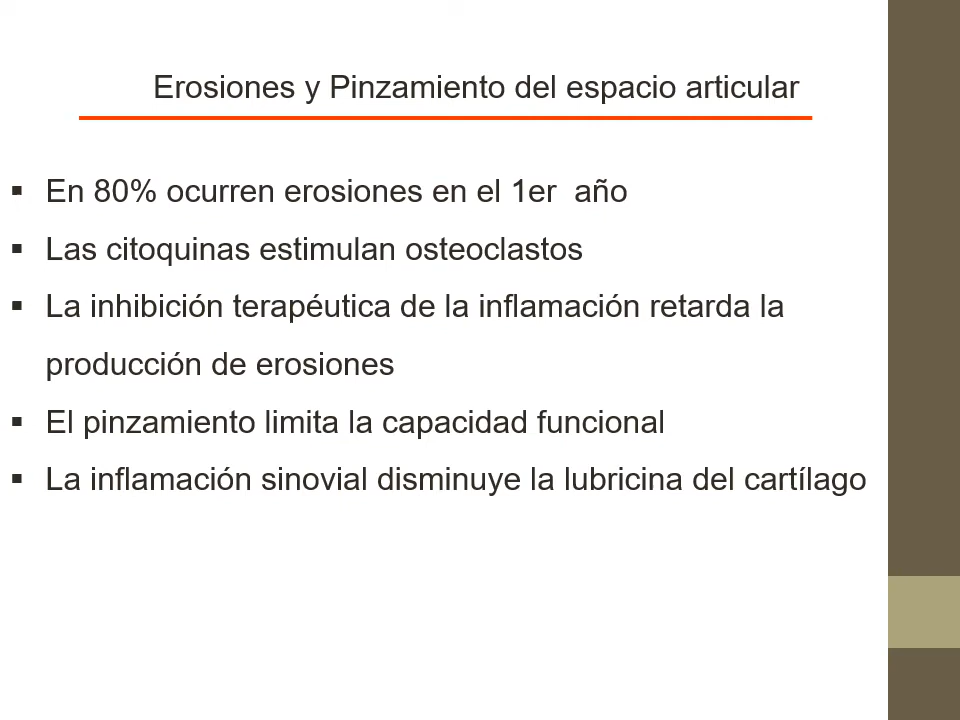 Erosiones y Pinzamiento del espacio articular
▪ En 80% ocurren erosiones en el 1er  año
▪ Las citoquinas estimulan osteoclastos
▪ La inhibición terapéutica de la inflamación retarda la
producción de erosiones
▪ El pinzamiento limita la capacidad funcional
▪ La inflamación sinovial disminuye la lubricina del cartílago